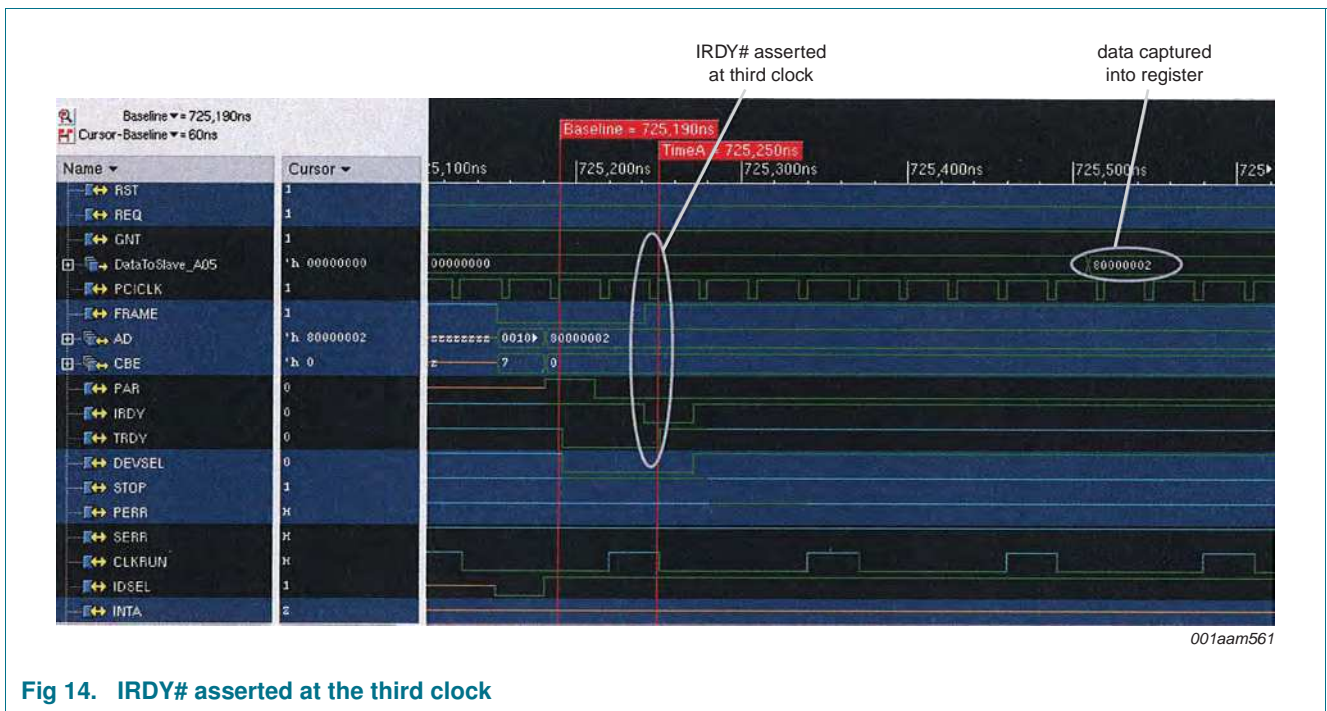 IRDY# asserted
at third clock
data captured
into register
Baseline ▾= 725,190ns
Cursor-Baseline ▾= 60ns
Baseline = 725,190ns
TimeA = 725,250ns
Name ▾ Cursor ▾ 5,100ns 725,200ns 725,300ns 725,400ns 725,500ns 725
RST 1
REQ 1
GNT 1
DataToSlave_A05 'h 00000000 00000000 80000002
PCICLK 1
FRAME 1
AD 'h 80000002 zzzzzzzz 0010 80000002
CBE 'h 0 z 7 0
PAR 0
IRDY 0
TRDY 0
DEVSEL 0
STOP 1
PERR H
SERR H
CLKRUN H
IDSEL 1
INTA z
001aam561
Fig 14. IRDY# asserted at the third clock